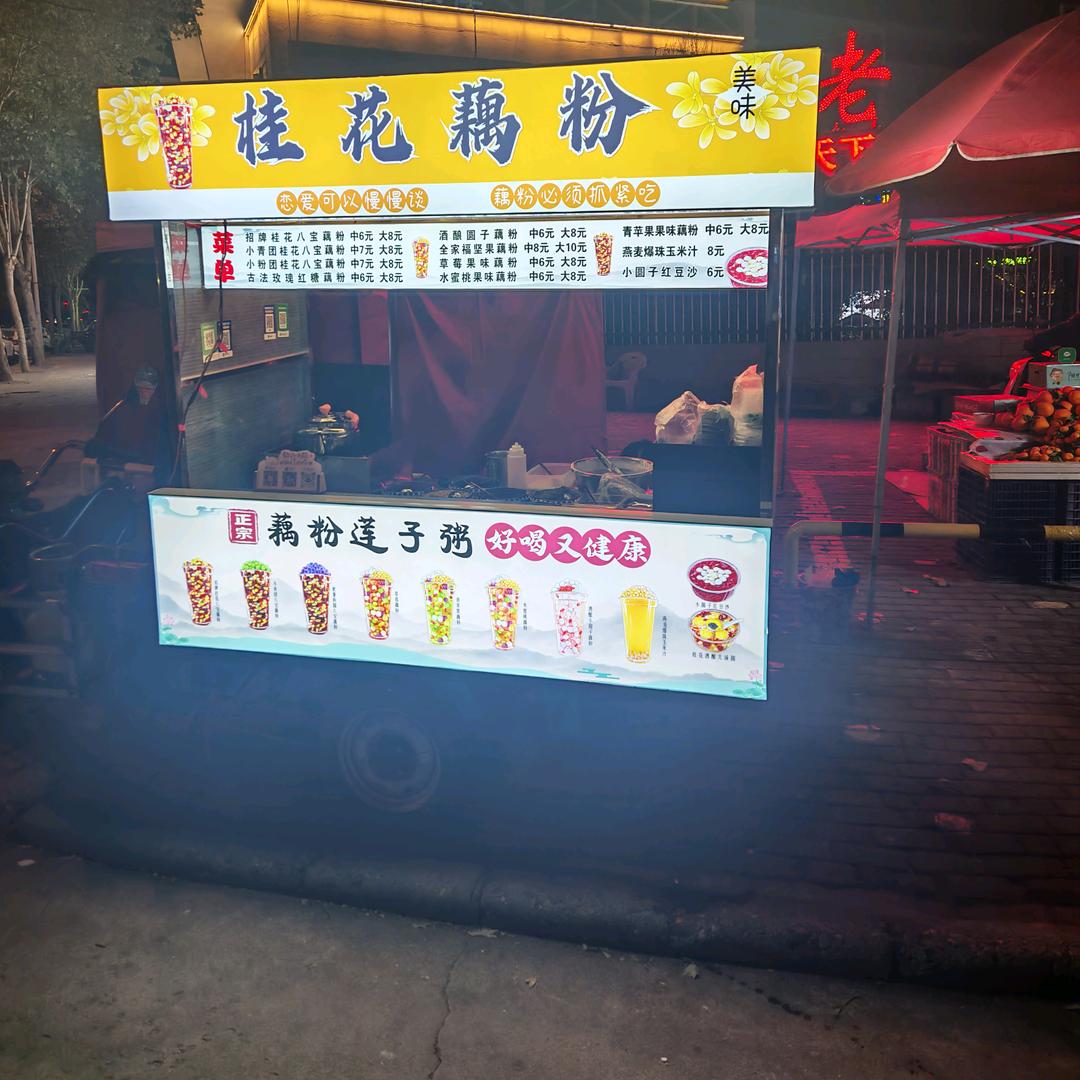 桂花藕粉
美味
恋爱可以慢慢谈 藕粉必须抓紧吃
老
天下
菜单
招牌桂花八宝藕粉 中6元 大8元
小青团桂花八宝藕粉 中7元 大8元
小粉团桂花八宝藕粉 中7元 大8元
古法玫瑰红糖藕粉 中6元 大8元
酒酿圆子藕粉 中6元 大8元
全家福坚果藕粉 中8元 大10元
草莓果味藕粉 中6元 大8元
水蜜桃果味藕粉 中6元 大8元
青苹果果味藕粉 中6元 大8元
燕麦爆珠玉米汁 8元
小圆子红豆沙 6元
正宗
藕粉莲子粥 好喝又健康